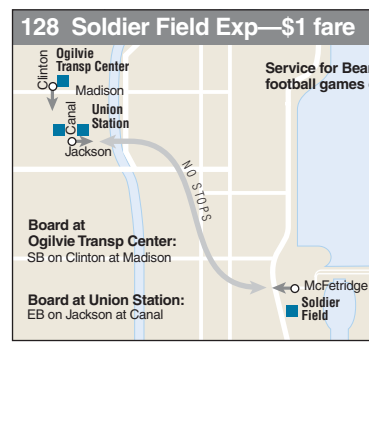 128 Soldier Field Exp—$1 fare
Clinton
Ogilvie
Transp Center
Madison
Service for
football games
Canal
Union
Station
Jackson
NO STOPS
Board at
Ogilvie Transp Center:
SB on Clinton at Madison
Board at Union Station:
EB on Jackson at Canal
McFetridge
Soldier
Field